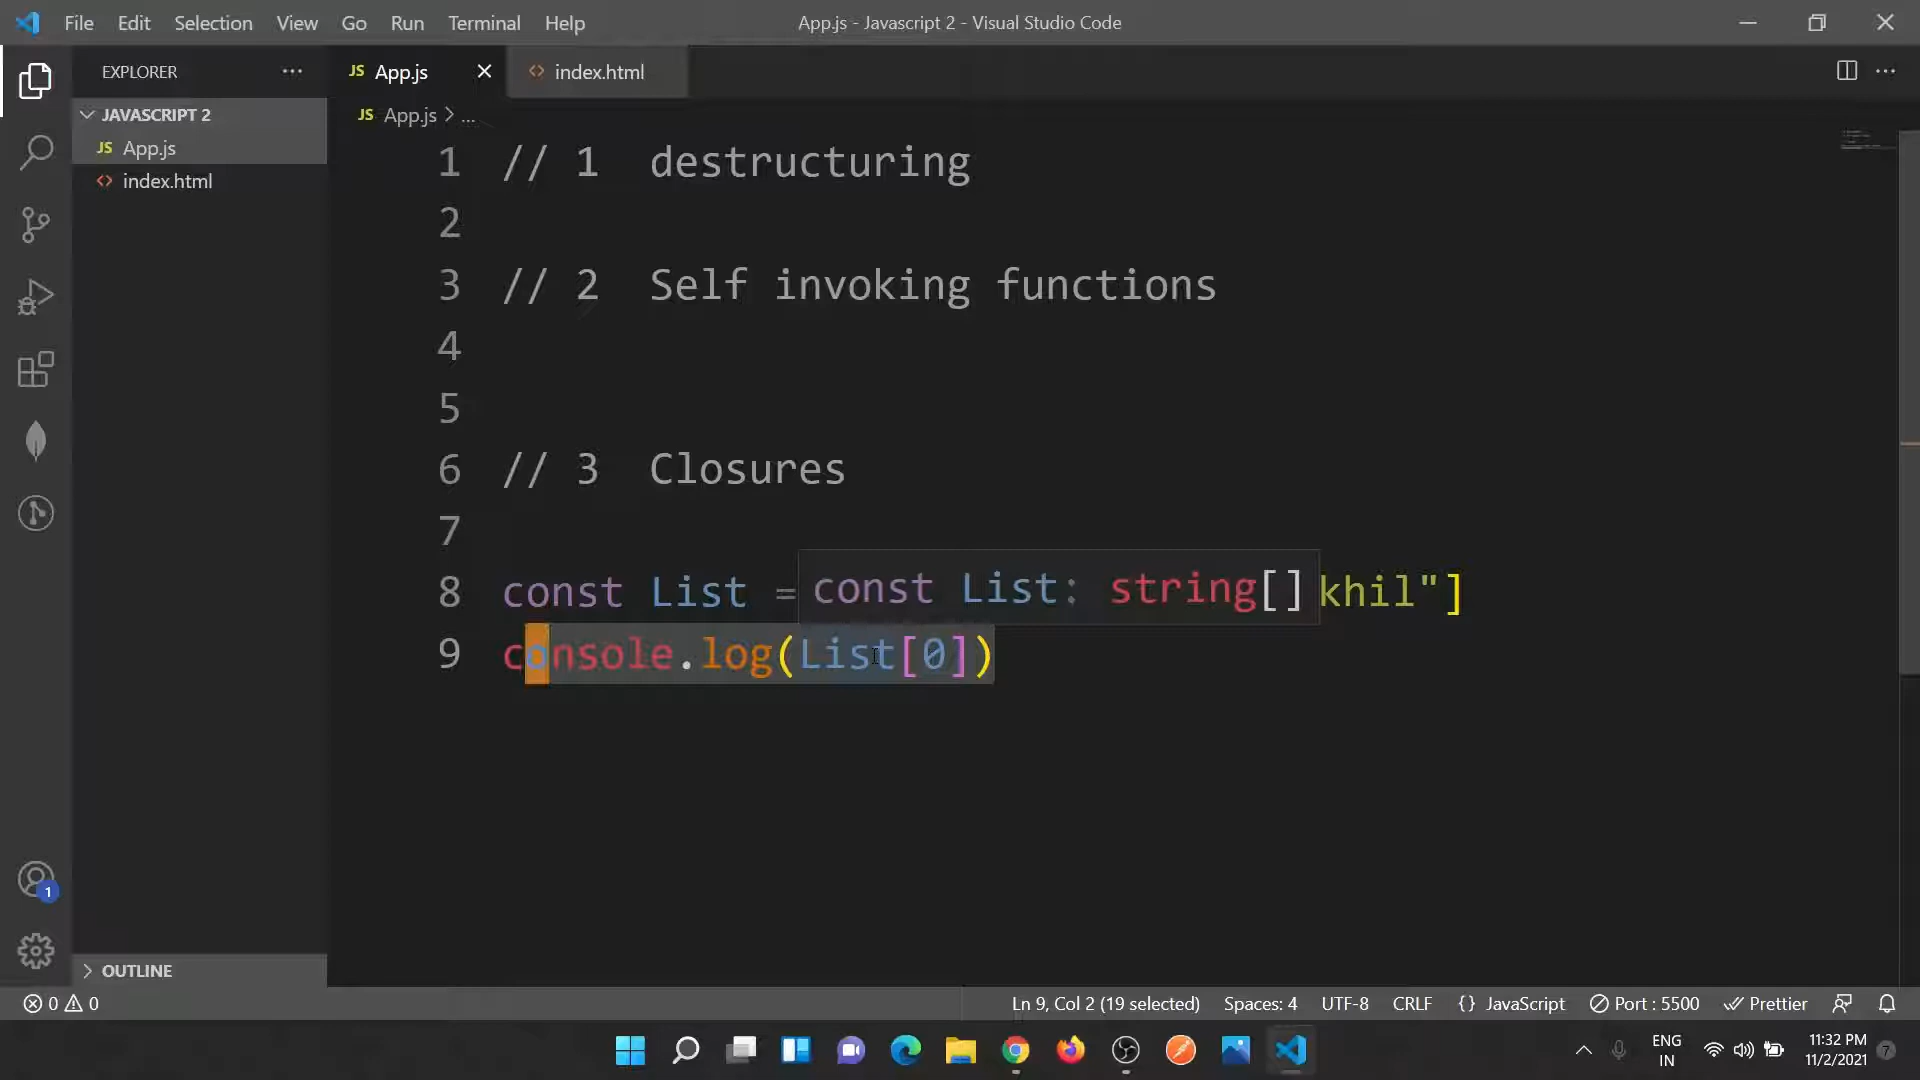 File Edit Selection View Go Run Terminal Help App.js - Javascript 2 - Visual Studio Code
EXPLORER ... JS App.js index.html
JAVASCRIPT 2
JS App.js > ...
JS App.js
index.html
1 // 1 destructuring
2
3 // 2 Self invoking functions
4
5
6 // 3 Closures
7
8 const List = const List: string[] khil"]
9 console.log(List[0])
1
OUTLINE
0 0 Ln 9, Col 2 (19 selected) Spaces: 4 UTF-8 CRLF {} JavaScript Port : 5500 Prettier
ENG
IN
11:32 PM
11/2/2021
7